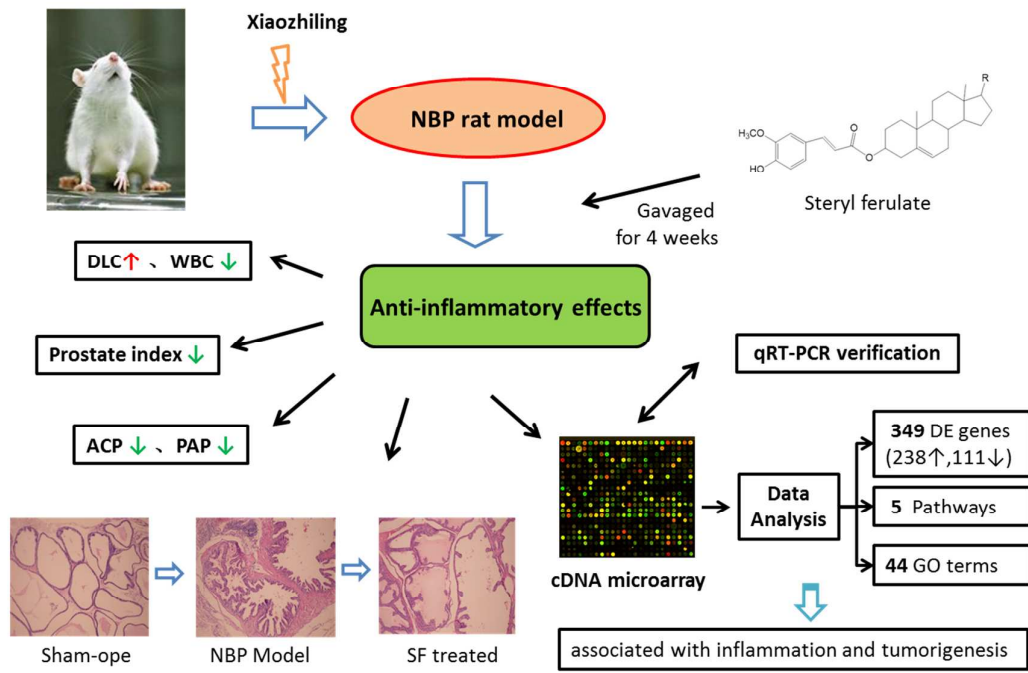 Xiaozhiling
NBP rat model
R
H₃CO
HO
O
O
Steryl ferulate
Gavaged
for 4 weeks
DLC↑ 、 WBC ↓
Anti-inflammatory effects
Prostate index ↓
qRT-PCR verification
ACP ↓ 、 PAP ↓
349 DE genes
(238↑,111↓)
Data
Analysis
5 Pathways
44 GO terms
cDNA microarray
Sham-ope
NBP Model
SF treated
associated with inflammation and tumorigenesis